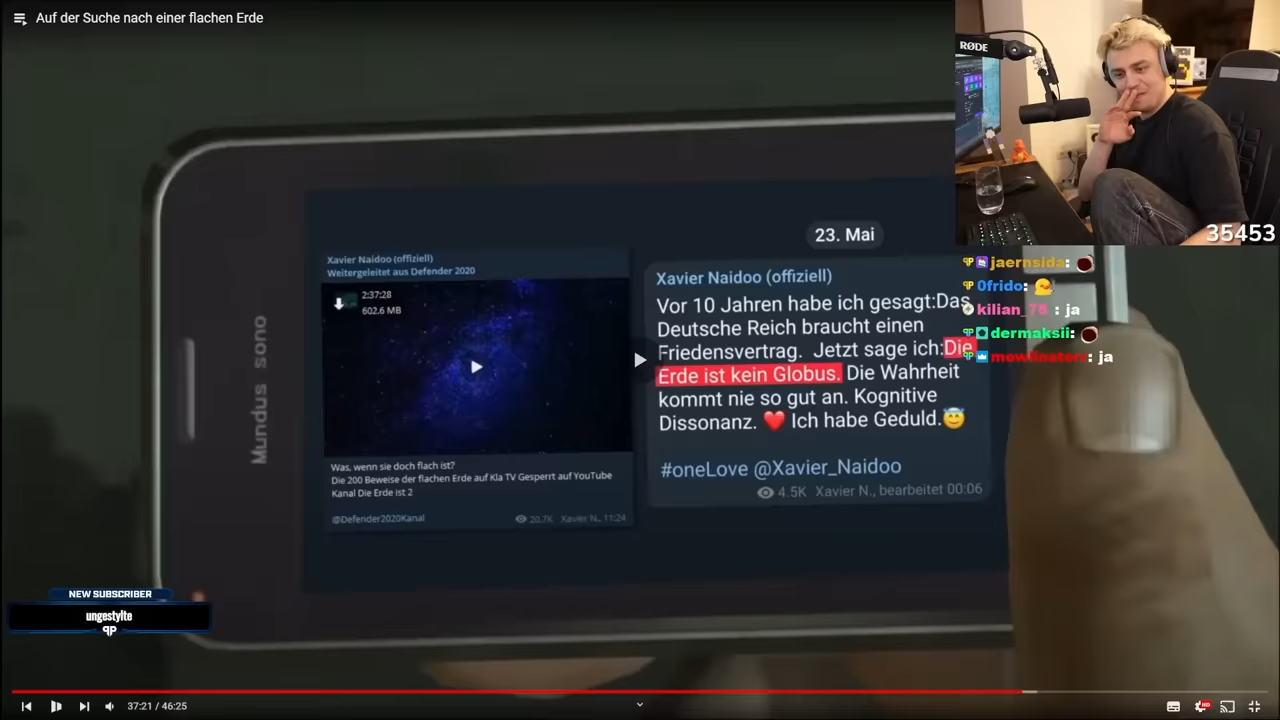 Auf der Suche nach einer flachen Erde
RØDE
35453
23. Mai
Xavier Naidoo (offiziell)
Weitergeleitet aus Defender 2020
2:37:28
602.6 MB
Was, wenn sie doch flach ist?
Die 200 Beweise der flachen Erde auf Kla TV Gesperrt auf YouTube
Kanal Die Erde ist 2
@Defender2020Kanal
20.7K Xavier N., 11:24
Xavier Naidoo (offiziell)
Vor 10 Jahren habe ich gesagt:Das
Deutsche Reich braucht einen
Friedensvertrag. Jetzt sage ich:Die
Erde ist kein Globus. Die Wahrheit
kommt nie so gut an. Kognitive
Dissonanz. ❤️ Ich habe Geduld.😇
#oneLove @Xavier_Naidoo
4.5K Xavier N., bearbeitet 00:06
jaernsida:
0frido:
kilian_78 : ja
dermaksii:
mowlinatorv: ja
Mundus sono
NEW SUBSCRIBER
ungestylte
37:21 / 46:25
HD